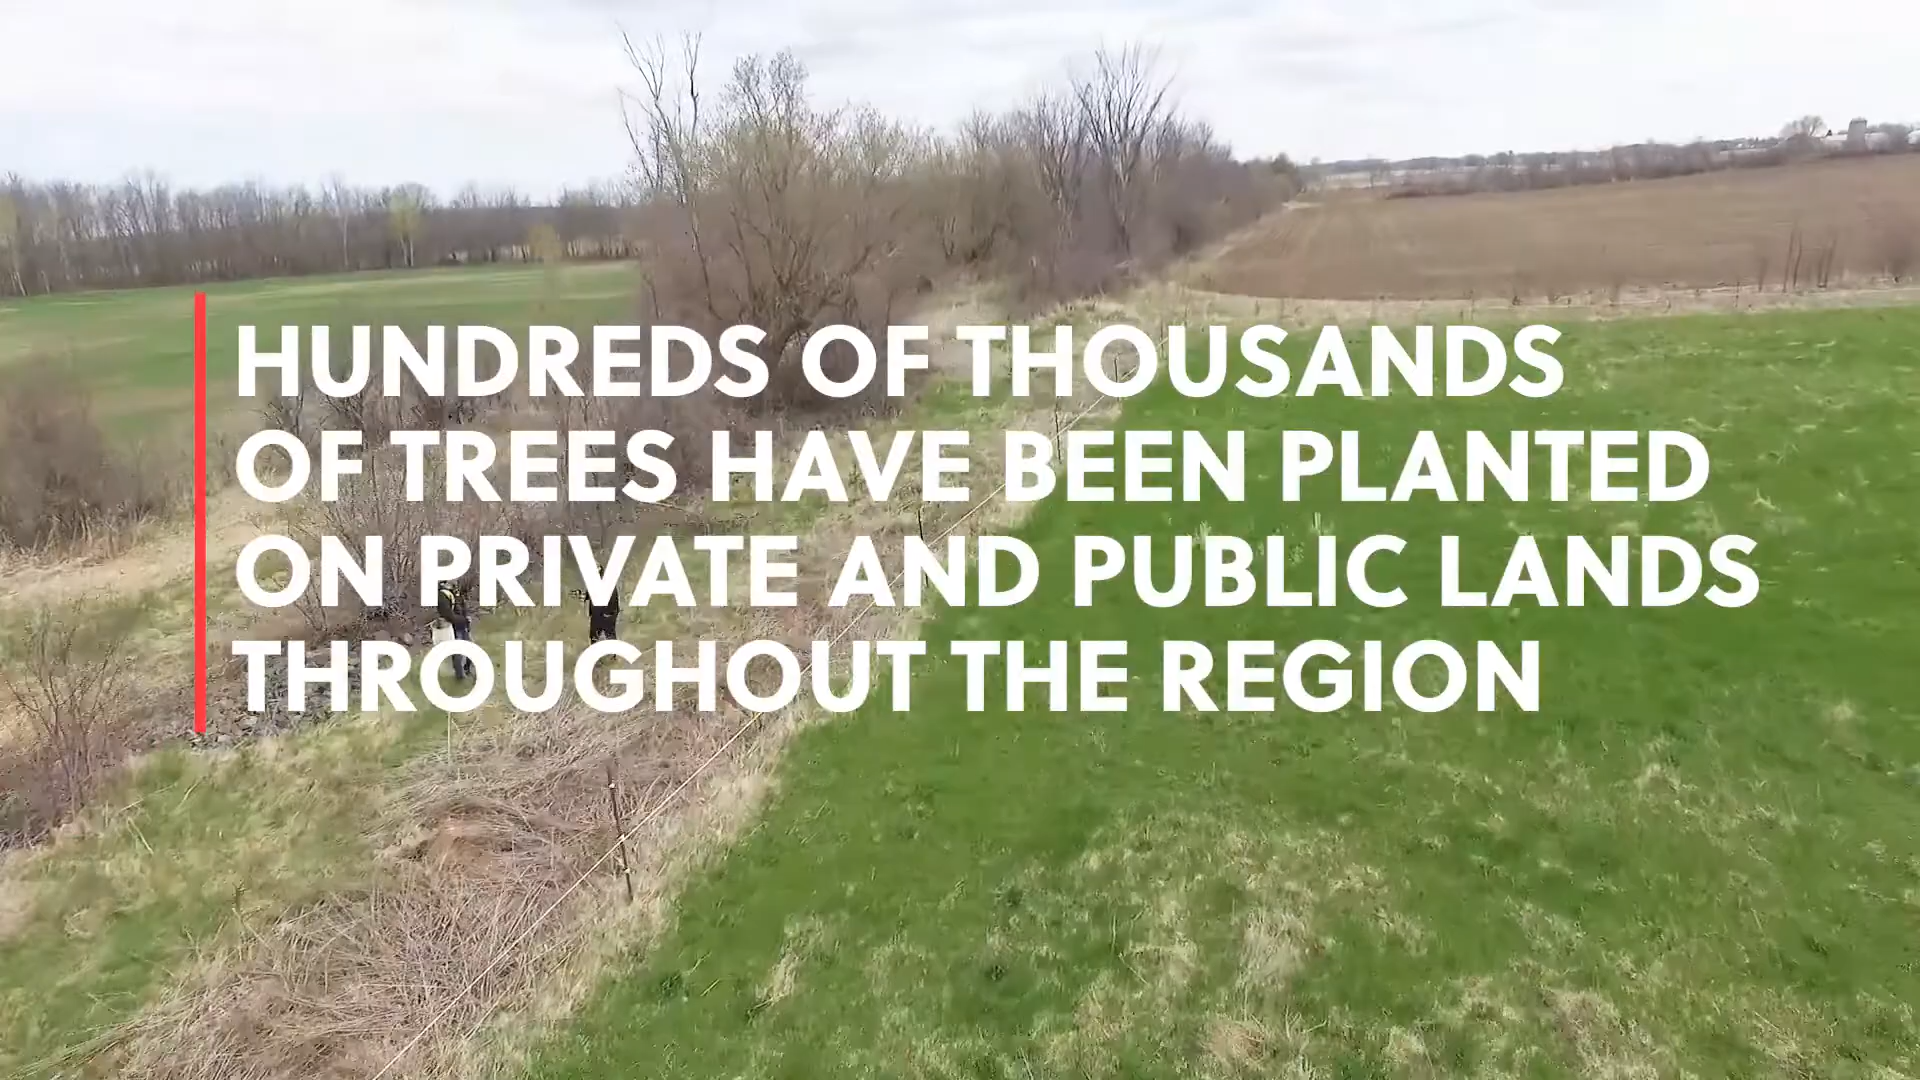 HUNDREDS OF THOUSANDS
OF TREES HAVE BEEN PLANTED
ON PRIVATE AND PUBLIC LANDS
THROUGHOUT THE REGION